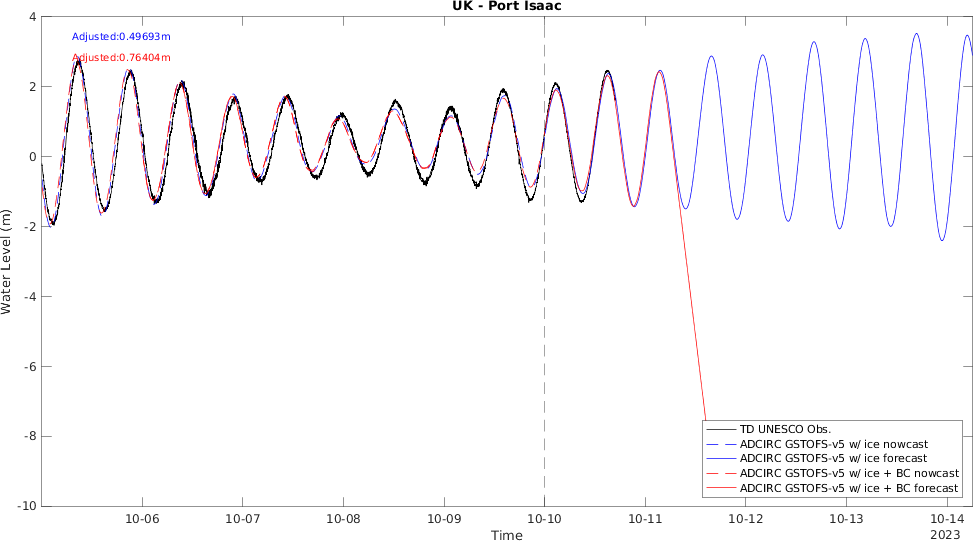 UK - Port Isaac
4
2
0
-2
-4
-6
-8
-10
Water Level (m)
Adjusted:0.49693m
Adjusted:0.76404m
TD UNESCO Obs.
ADCIRC GSTOFS-v5 w/ ice nowcast
ADCIRC GSTOFS-v5 w/ ice forecast
ADCIRC GSTOFS-v5 w/ ice + BC nowcast
ADCIRC GSTOFS-v5 w/ ice + BC forecast
10-06 10-07 10-08 10-09 10-10 10-11 10-12 10-13 10-14
Time
2023